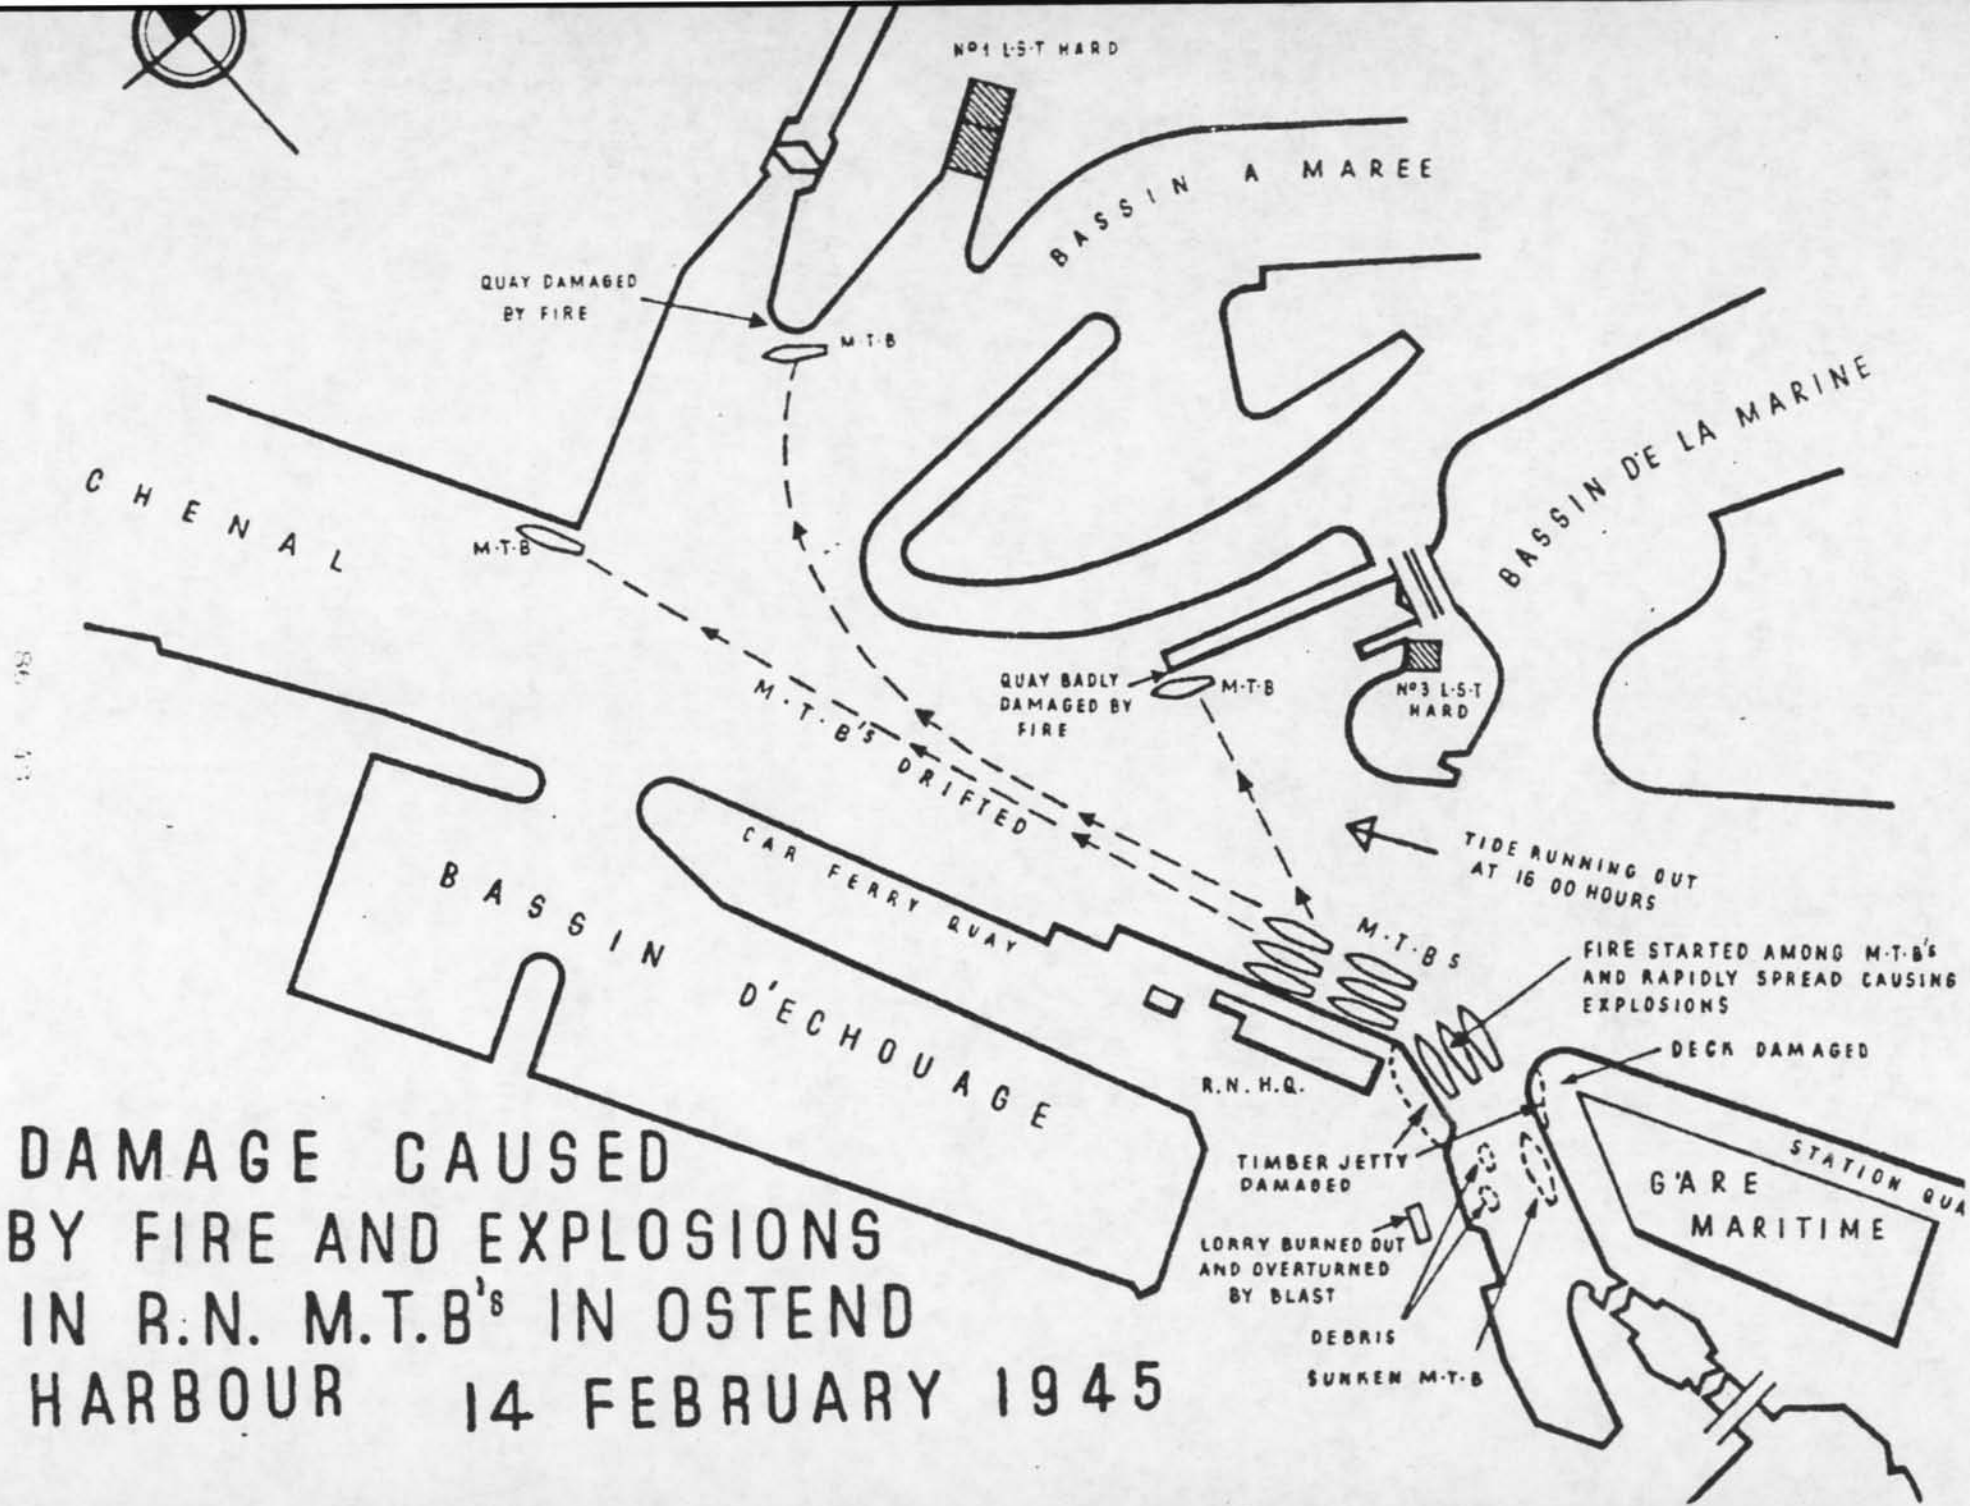 Nº1 L·S·T HARD
BASSIN A MAREE
QUAY DAMAGED
BY FIRE
M·T·B
BASSIN DE LA MARINE
CHENAL
M·T·B
QUAY BADLY
DAMAGED BY
FIRE
M·T·B
Nº3 L·S·T
HARD
M·T·B's DRIFTED
TIDE RUNNING OUT
AT 16 00 HOURS
CAR FERRY QUAY
M·T·B s
BASSIN D'ECHOUAGE
FIRE STARTED AMONG M·T·B's
AND RAPIDLY SPREAD CAUSING
EXPLOSIONS
DECK DAMAGED
R.N. H.Q.
TIMBER JETTY
DAMAGED
STATION QUA
GARE
MARITIME
LORRY BURNED OUT
AND OVERTURNED
BY BLAST
DEBRIS
SUNKEN M·T·B
DAMAGE CAUSED
BY FIRE AND EXPLOSIONS
IN R.N. M.T.B's IN OSTEND
HARBOUR 14 FEBRUARY 1945